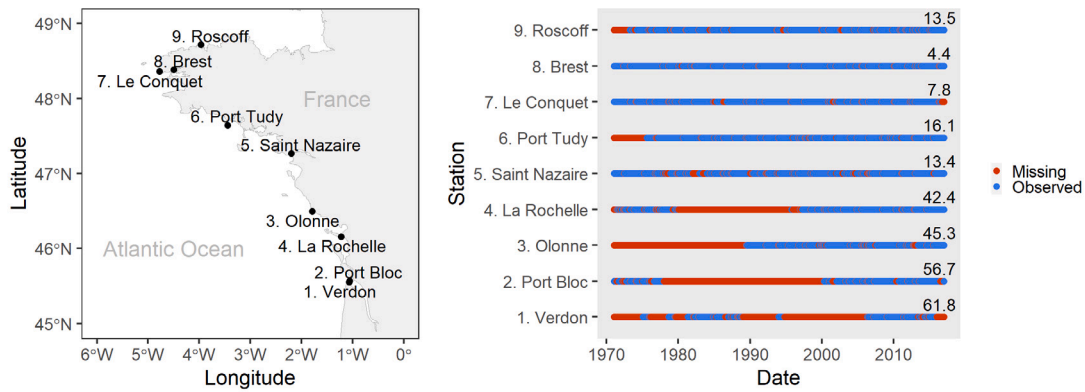 49°N
48°N
47°N
46°N
45°N
Latitude
9. Roscoff
8. Brest
7. Le Conquet
France
6. Port Tudy
5. Saint Nazaire
3. Olonne
4. La Rochelle
Atlantic Ocean
2. Port Bloc
1. Verdon
6°W 5°W 4°W 3°W 2°W 1°W 0°
Longitude
Station
9. Roscoff 13.5
8. Brest 4.4
7. Le Conquet 7.8
6. Port Tudy 16.1
5. Saint Nazaire 13.4
4. La Rochelle 42.4
3. Olonne 45.3
2. Port Bloc 56.7
1. Verdon 61.8
1970 1980 1990 2000 2010
Date
Missing
Observed